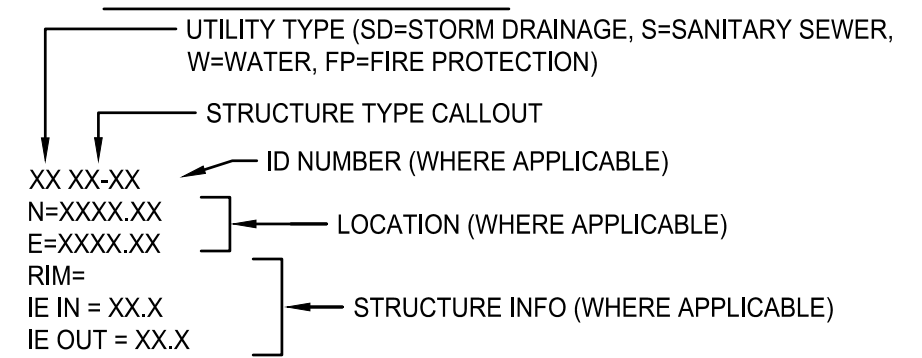 UTILITY TYPE (SD=STORM DRAINAGE, S=SANITARY SEWER,
W=WATER, FP=FIRE PROTECTION)
STRUCTURE TYPE CALLOUT
ID NUMBER (WHERE APPLICABLE)
XX XX-XX
N=XXXX.XX
E=XXXX.XX
LOCATION (WHERE APPLICABLE)
RIM=
IE IN = XX.X
IE OUT = XX.X
STRUCTURE INFO (WHERE APPLICABLE)